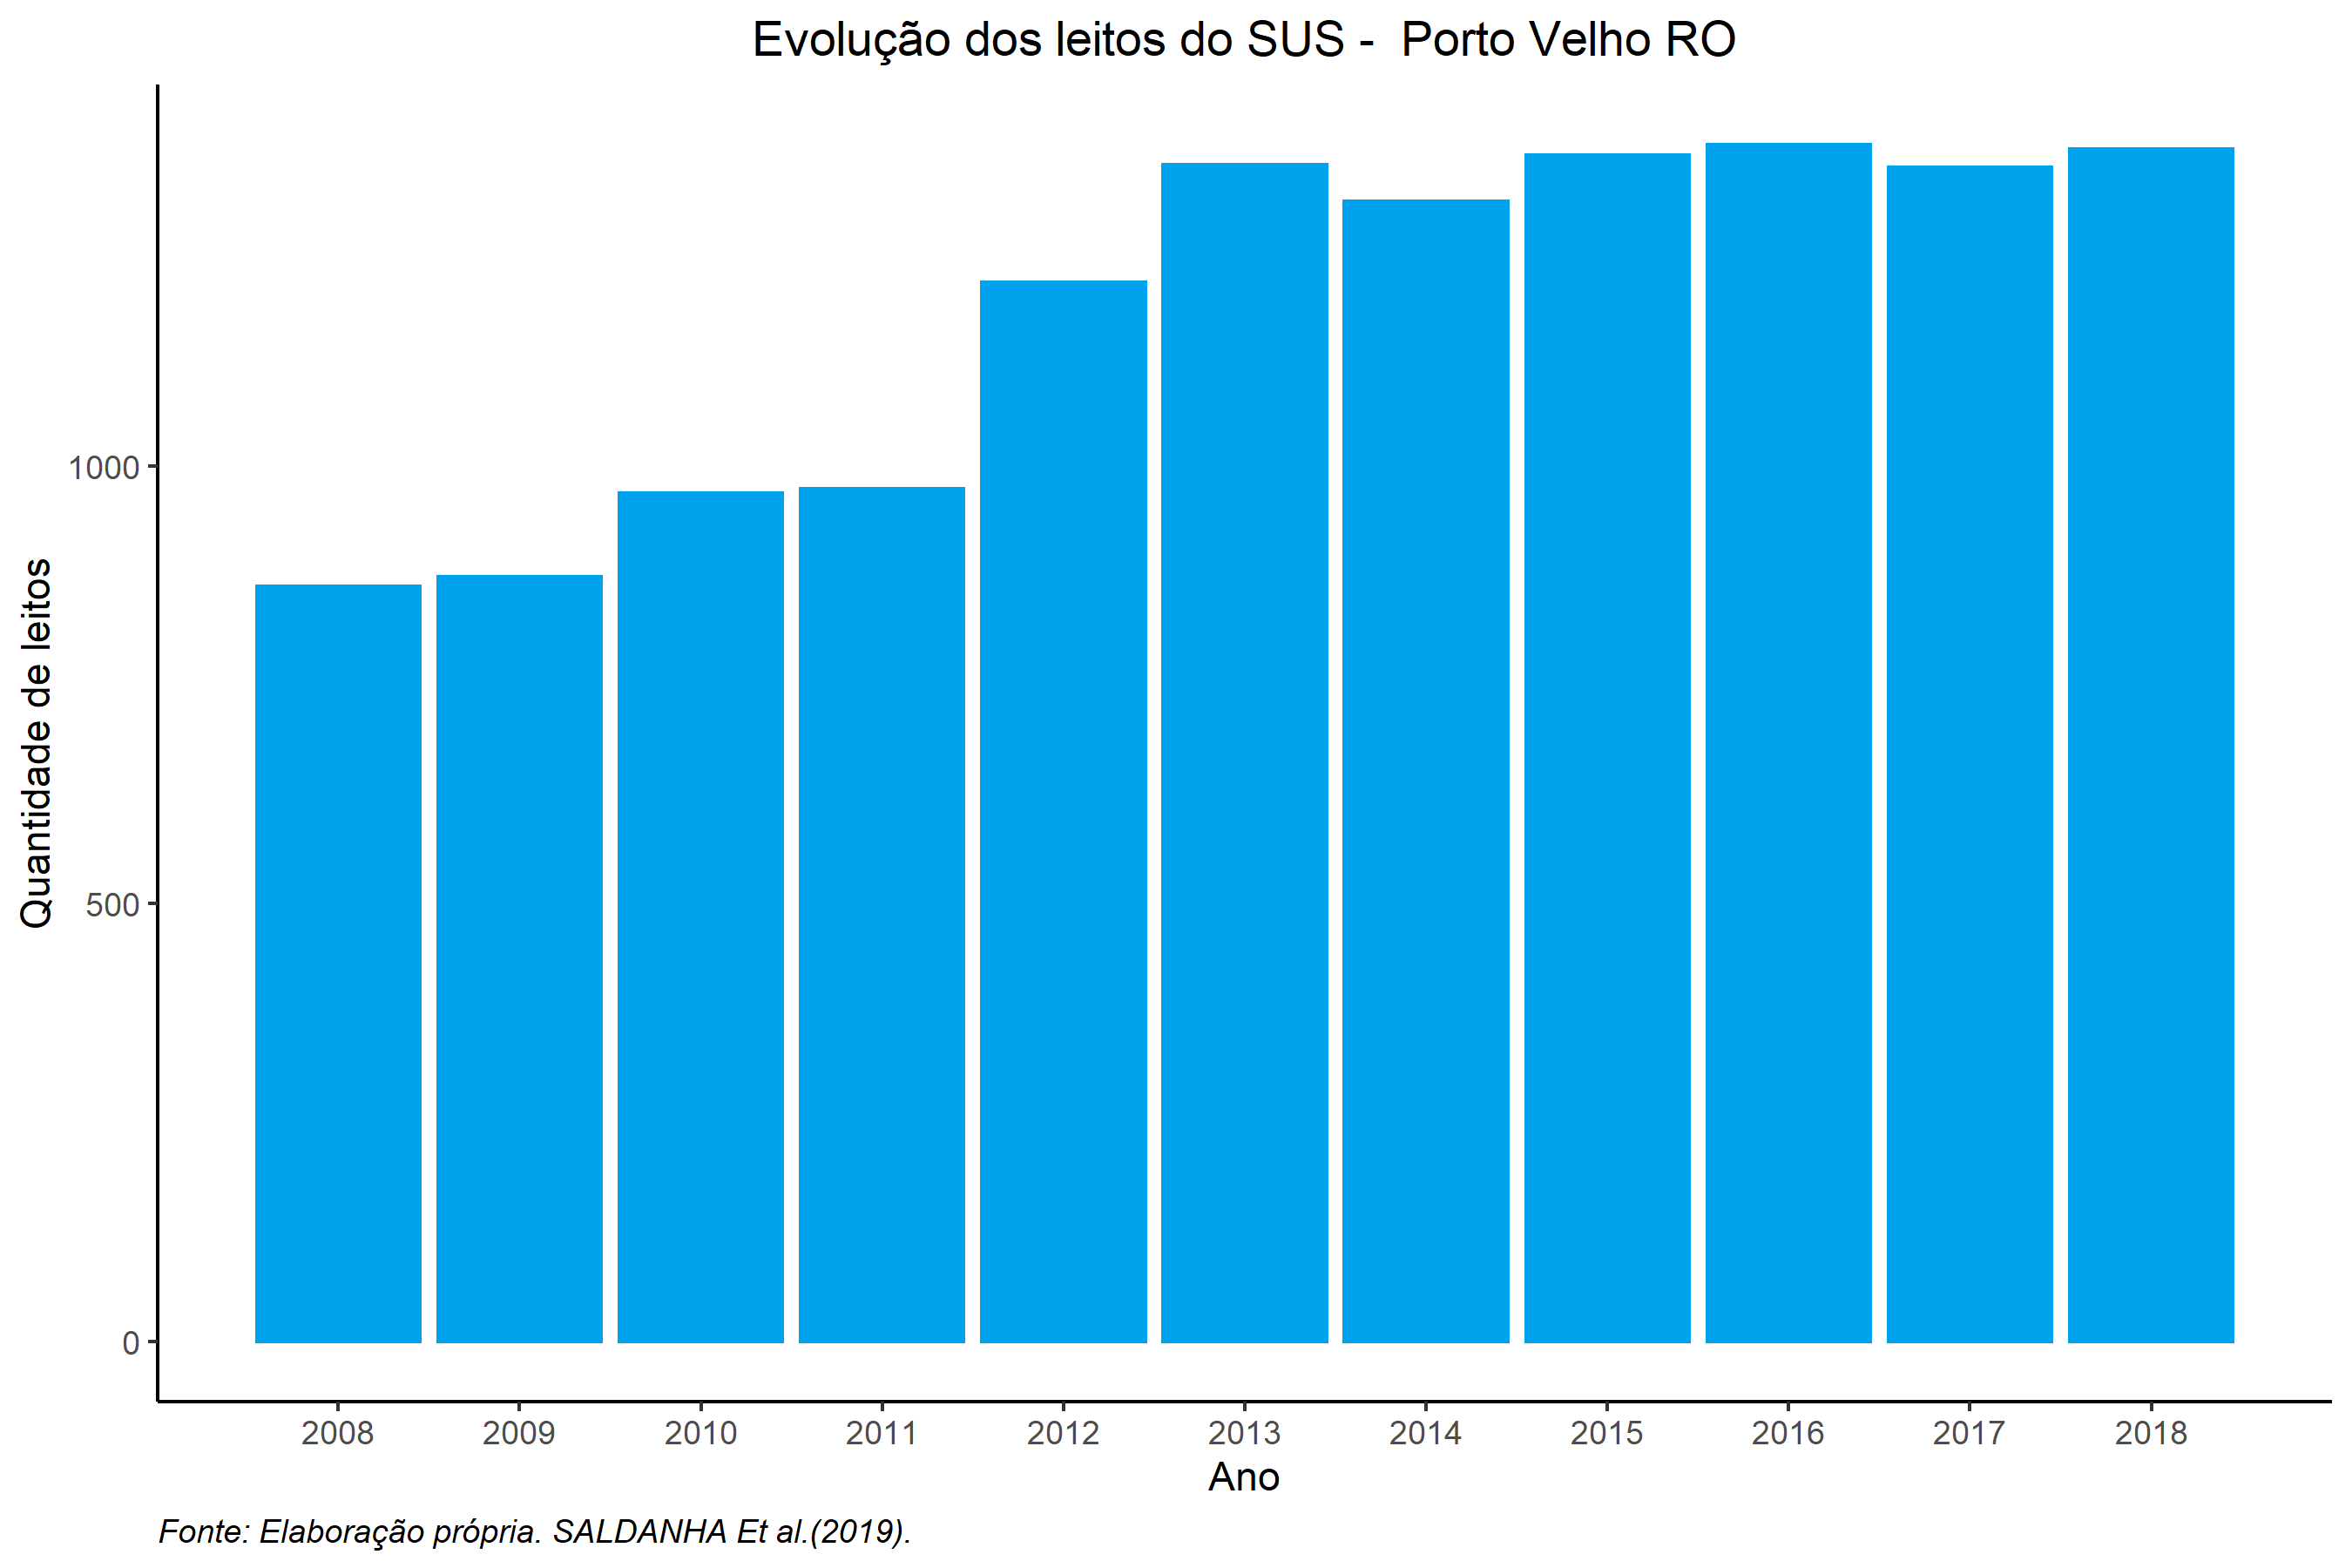 Evolução dos leitos do SUS -  Porto Velho RO
Quantidade de leitos
1000
500
0
2008 2009 2010 2011 2012 2013 2014 2015 2016 2017 2018
Ano
Fonte: Elaboração própria. SALDANHA Et al.(2019).